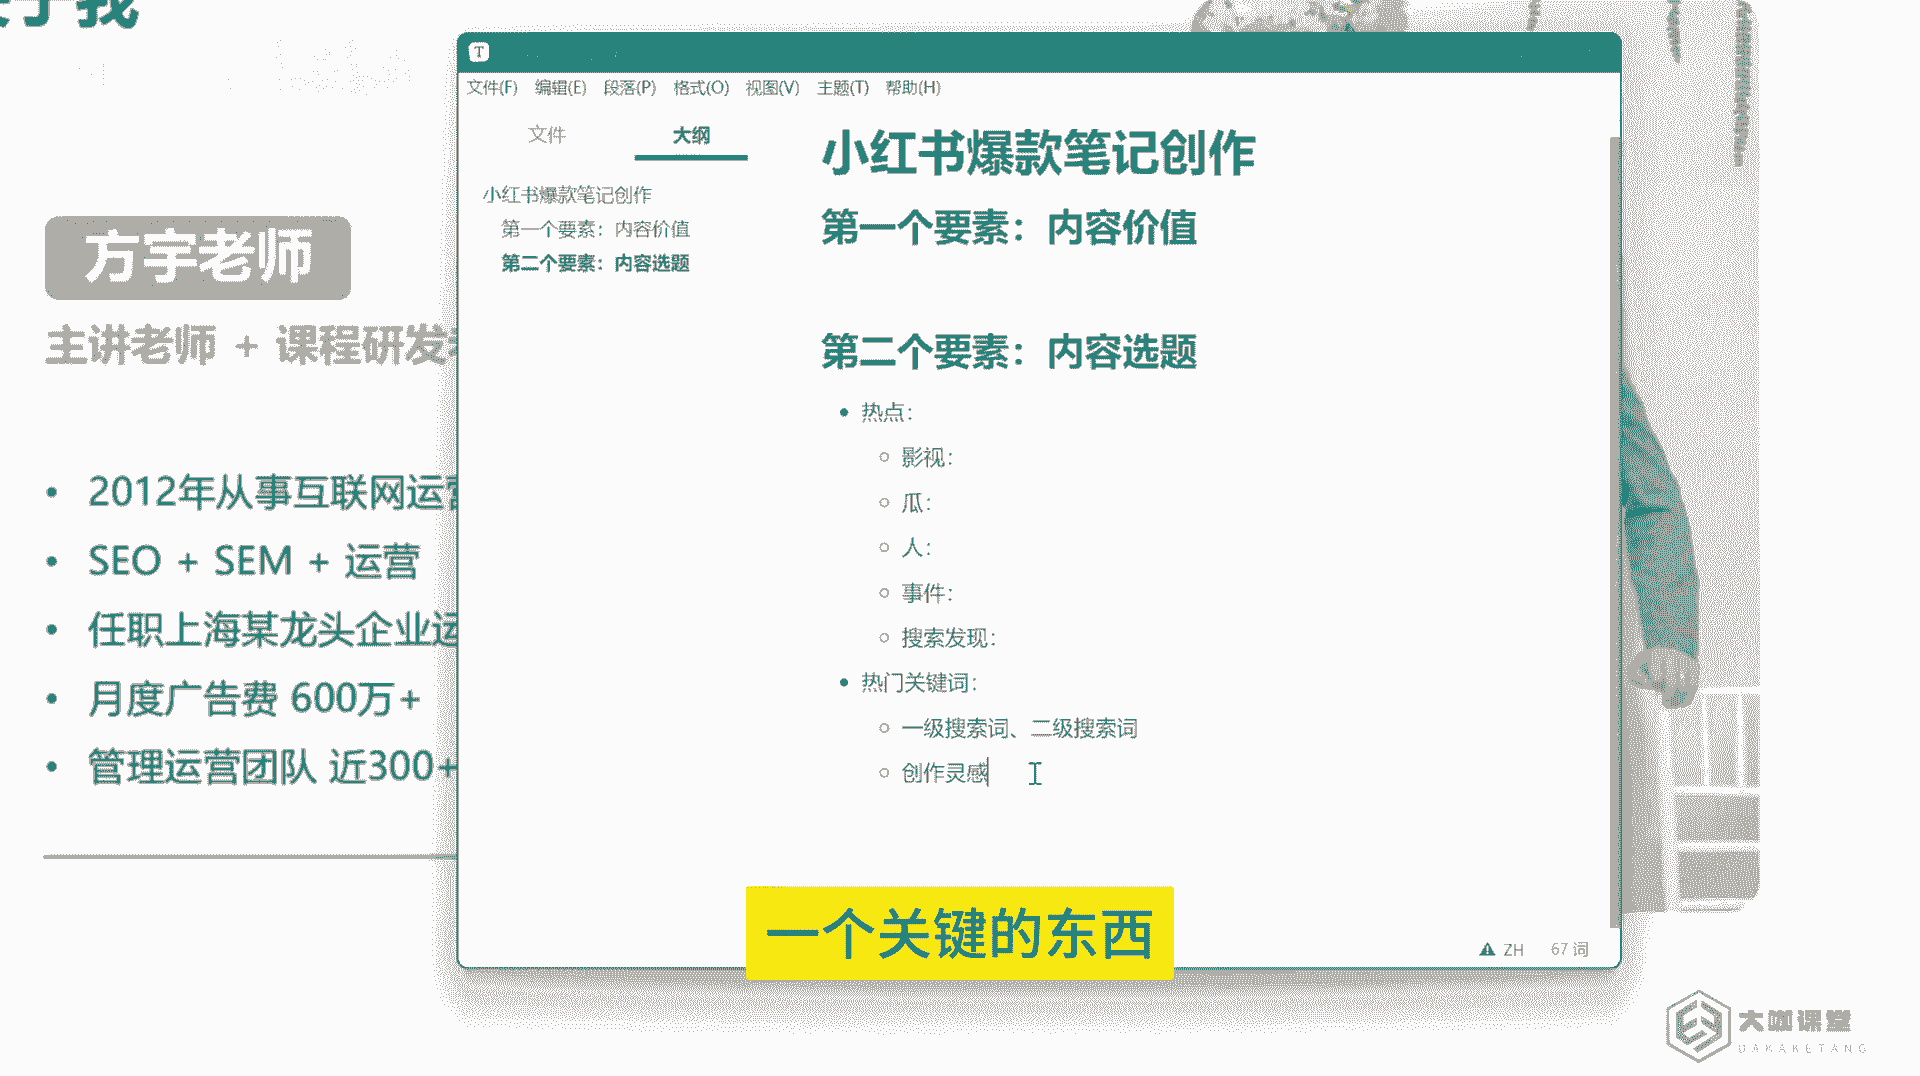 T
文件(F) 编辑(E) 段落(P) 格式(O) 视图(V) 主题(T) 帮助(H)
文件 大纲
小红书爆款笔记创作
第一个要素：内容价值
第二个要素：内容选题
小红书爆款笔记创作
第一个要素：内容价值
第二个要素：内容选题
热点：
影视：
瓜：
人：
事件：
搜索发现：
热门关键词：
一级搜索词、二级搜索词
创作灵感
ZH 67 词
方宇老师
主讲老师 + 课程研发
2012年从事互联网运
SEO + SEM + 运营
任职上海某龙头企业运
月度广告费 600万+
管理运营团队 近300+
一个关键的东西
大咖课堂
DAKAKETANG